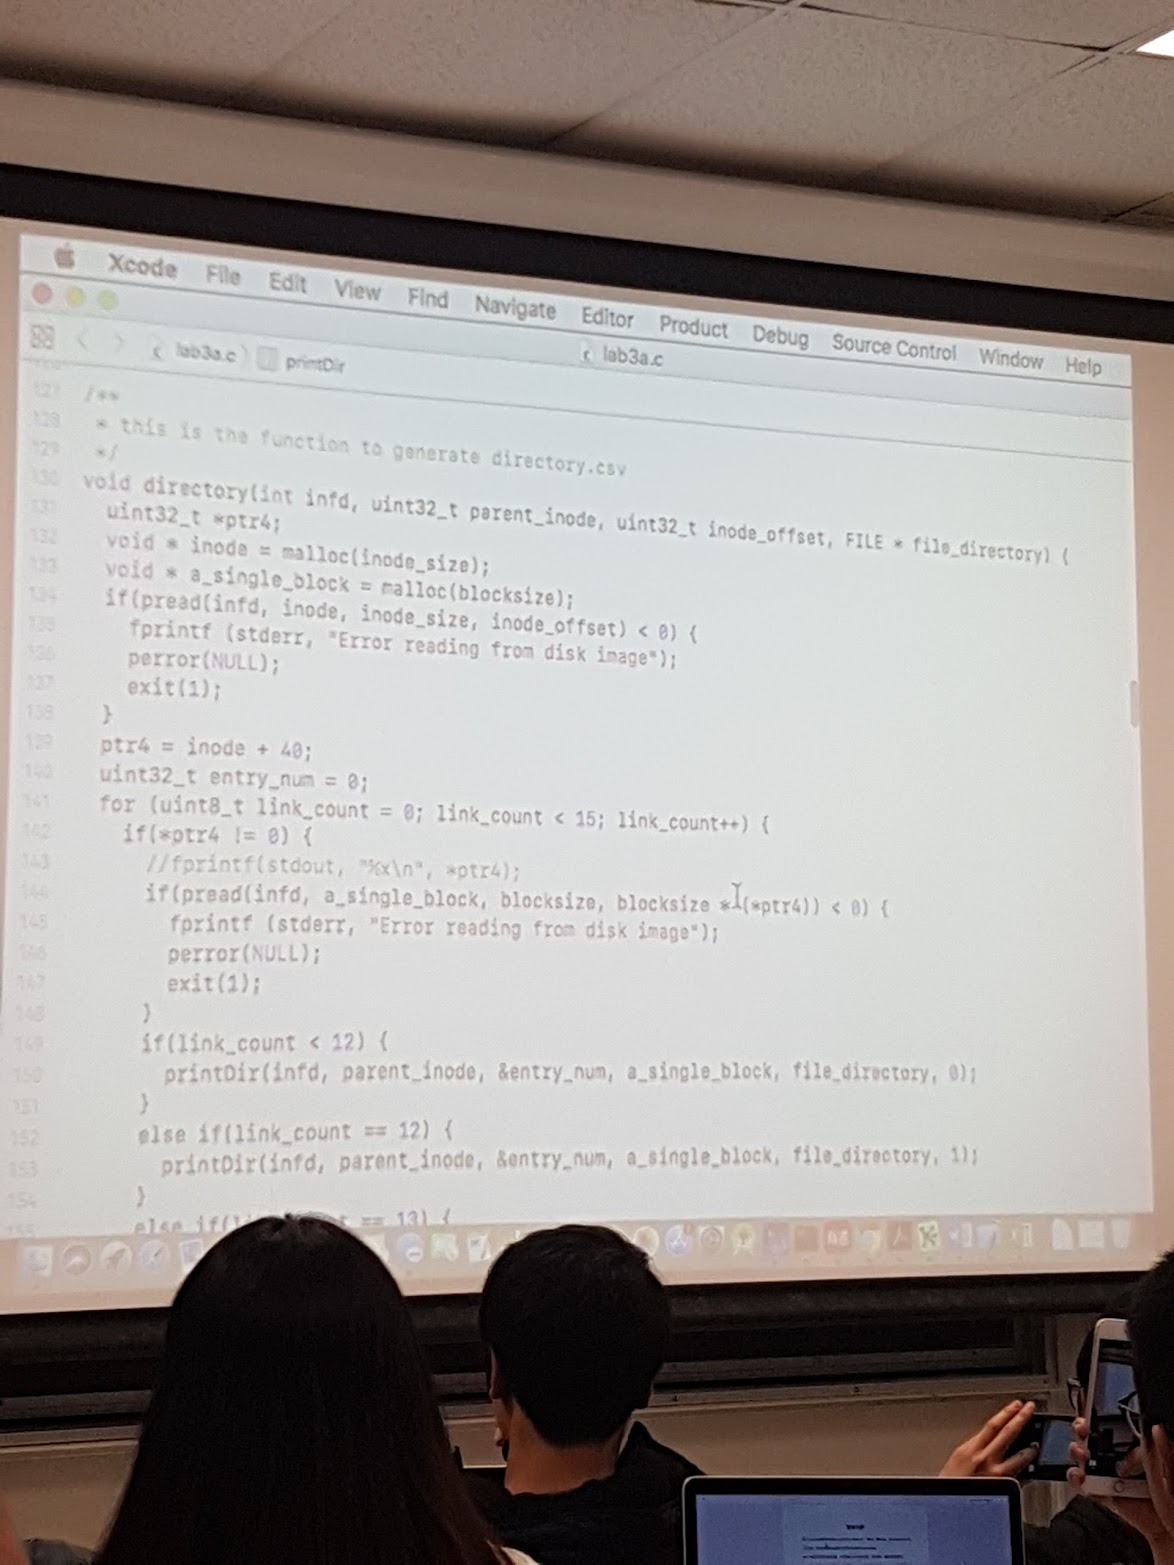 Xcode File Edit View Find Navigate Editor Product Debug Source Control Window Help
lab3a.c
lab3a.c printDir
127 /**
128 * this is the function to generate directory.csv
129 */
130 void directory(int infd, uint32_t parent_inode, uint32_t inode_offset, FILE * file_directory) {
131 uint32_t *ptr4;
132 void * inode = malloc(inode_size);
133 void * a_single_block = malloc(blocksize);
134 if(pread(infd, inode, inode_size, inode_offset) < 0) {
135 fprintf (stderr, "Error reading from disk image");
136 perror(NULL);
137 exit(1);
138 }
139 ptr4 = inode + 40;
140 uint32_t entry_num = 0;
141 for (uint8_t link_count = 0; link_count < 15; link_count++) {
142 if(*ptr4 != 0) {
143 //fprintf(stdout, "%x\n", *ptr4);
144 if(pread(infd, a_single_block, blocksize, blocksize * (*ptr4)) < 0) {
145 fprintf (stderr, "Error reading from disk image");
146 perror(NULL);
147 exit(1);
148 }
149 if(link_count < 12) {
150 printDir(infd, parent_inode, &entry_num, a_single_block, file_directory, 0);
151 }
152 else if(link_count == 12) {
153 printDir(infd, parent_inode, &entry_num, a_single_block, file_directory, 1);
154 }
155 else == 13) {